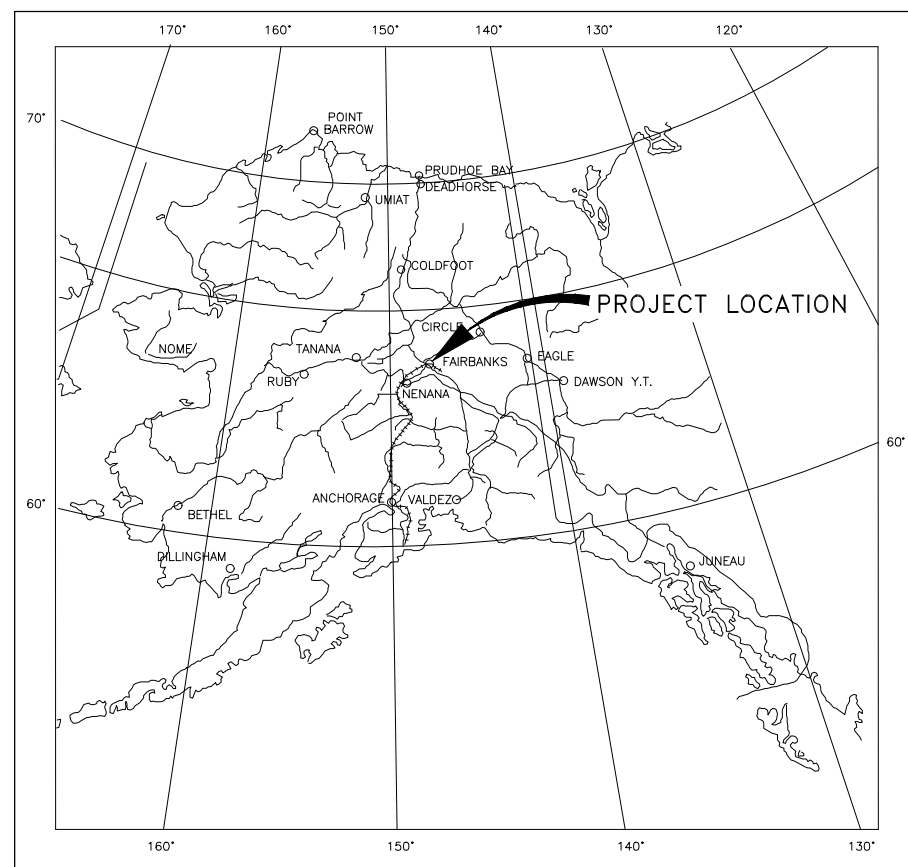 170°
160°
150°
140°
130°
120°
70°
POINT
BARROW
PRUDHOE BAY
DEADHORSE
UMIAT
COLDFOOT
PROJECT LOCATION
CIRCLE
NOME
TANANA
FAIRBANKS
EAGLE
RUBY
DAWSON Y.T.
NENANA
60°
60°
ANCHORAGE
VALDEZ
BETHEL
DILLINGHAM
JUNEAU
160°
150°
140°
130°